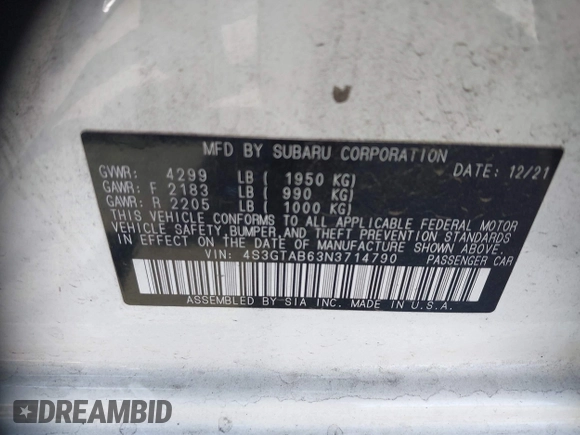 MFD BY SUBARU CORPORATION
GVWR: 4299 LB ( 1950 KG) DATE: 12/21
GAWR: F 2183 LB ( 990 KG)
GAWR: R 2205 LB ( 1000 KG)
THIS VEHICLE CONFORMS TO ALL APPLICABLE FEDERAL MOTOR
VEHICLE SAFETY, BUMPER, AND THEFT PREVENTION STANDARDS
IN EFFECT ON THE DATE OF MANUFACTURE SHOWN ABOVE.
VIN: 4S3GTAB63N3714790 PASSENGER CAR
ASSEMBLED BY SIA INC. MADE IN U.S.A.
DREAMBID